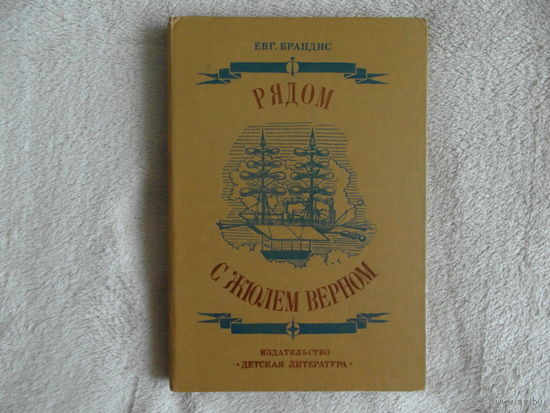 ЕВГ. БРАНДИС
РЯДОМ
С ЖЮЛЕМ ВЕРНОМ
ИЗДАТЕЛЬСТВО
·ДЕТСКАЯ ЛИТЕРАТУРА·